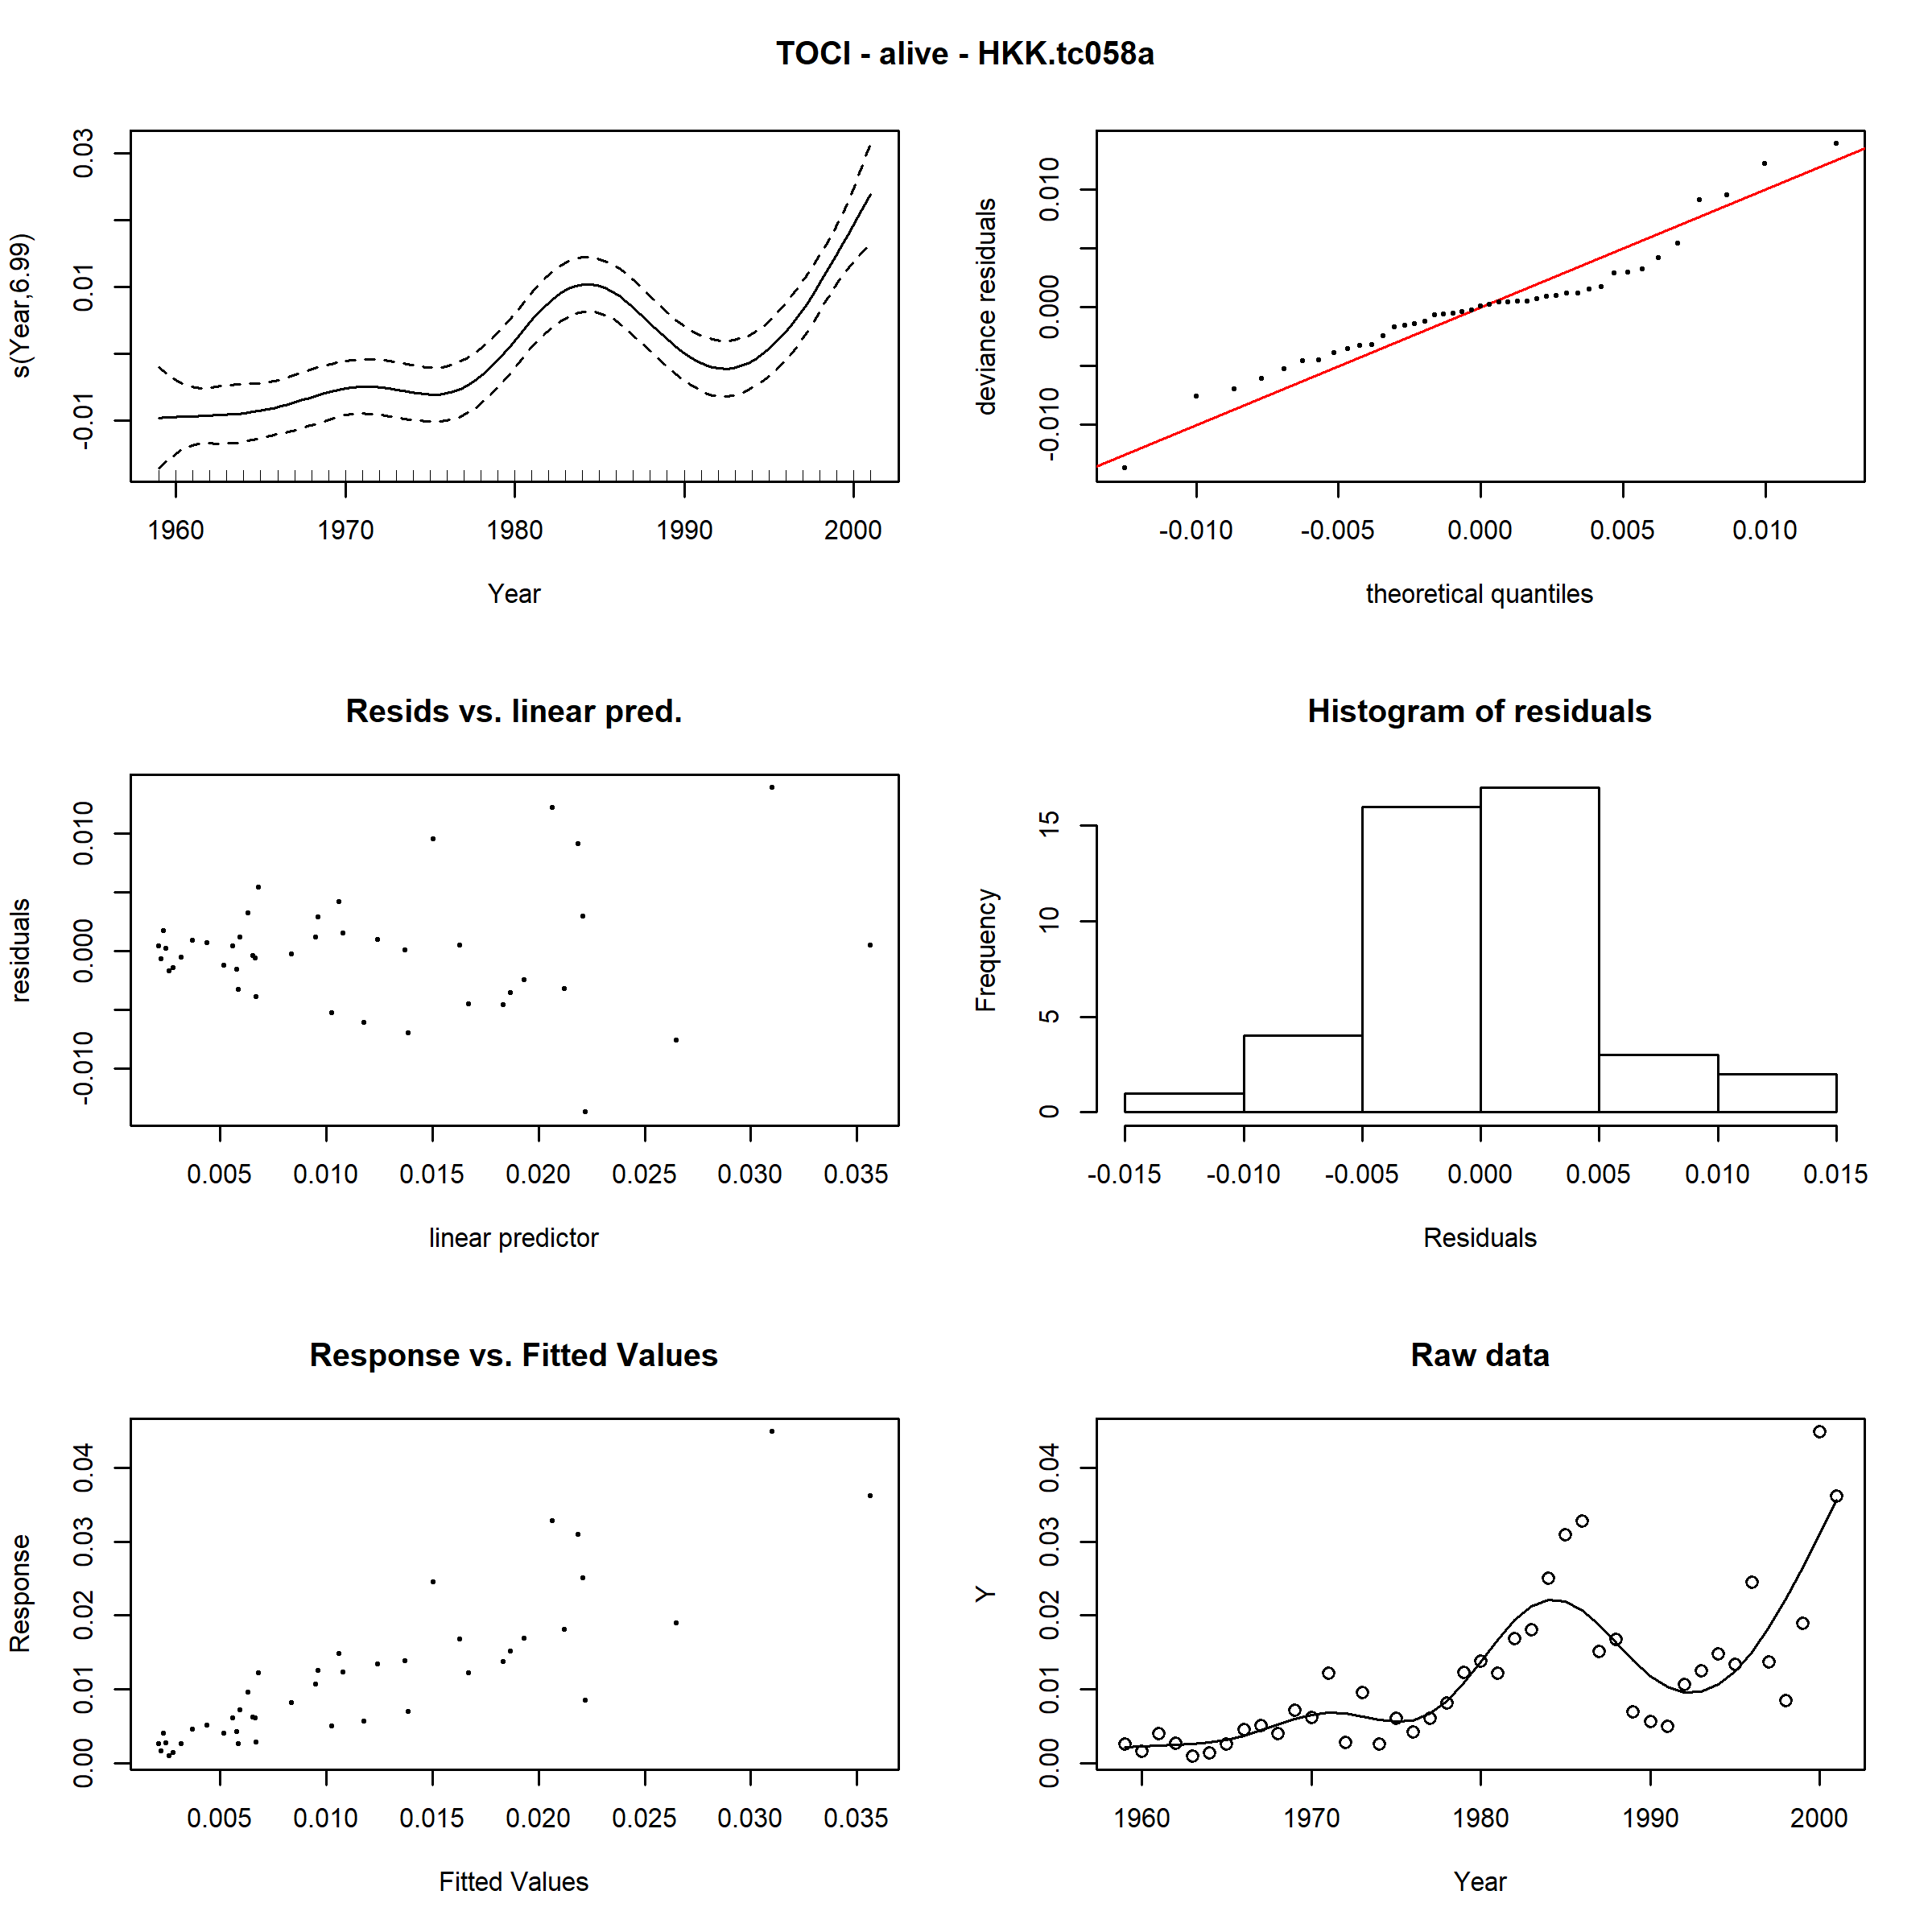 TOCI - alive - HKK.tc058a
s(Year,6.99)
0.03
0.01
-0.01
1960 1970 1980 1990 2000
Year
deviance residuals
0.010
0.000
-0.010
-0.010 -0.005 0.000 0.005 0.010
theoretical quantiles
Resids vs. linear pred.
residuals
0.010
0.000
-0.010
0.005 0.010 0.015 0.020 0.025 0.030 0.035
linear predictor
Histogram of residuals
Frequency
15
10
5
0
-0.015 -0.010 -0.005 0.000 0.005 0.010 0.015
Residuals
Response vs. Fitted Values
Response
0.04
0.03
0.02
0.01
0.00
0.005 0.010 0.015 0.020 0.025 0.030 0.035
Fitted Values
Raw data
Y
0.04
0.03
0.02
0.01
0.00
1960 1970 1980 1990 2000
Year